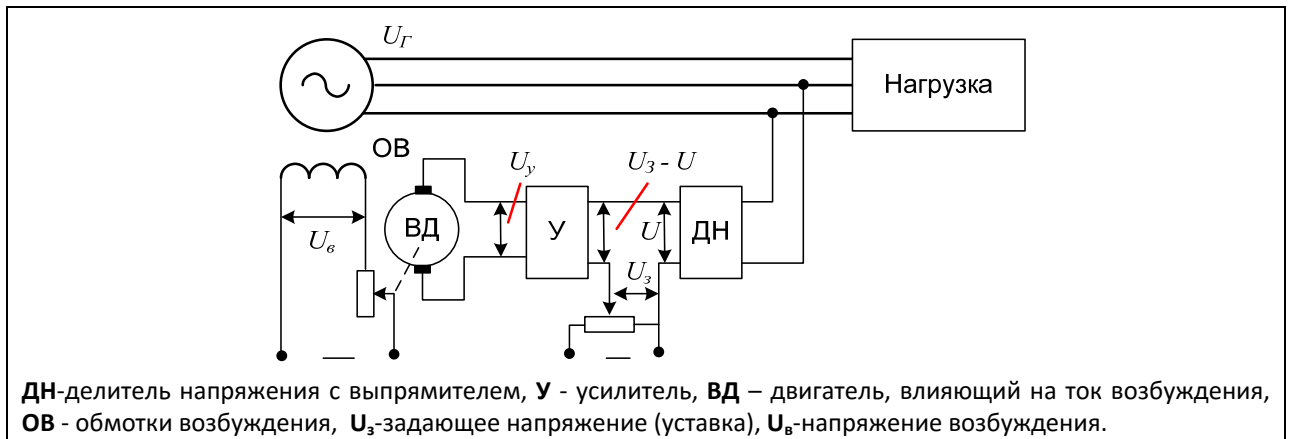 U_Г
Нагрузка
ОВ
U_у
U_З - U
U_в
ВД
У
U
ДН
U_з
ДН-делитель напряжения с выпрямителем, У - усилитель, ВД – двигатель, влияющий на ток возбуждения,
ОВ - обмотки возбуждения, U_з-задающее напряжение (уставка), U_в-напряжение возбуждения.